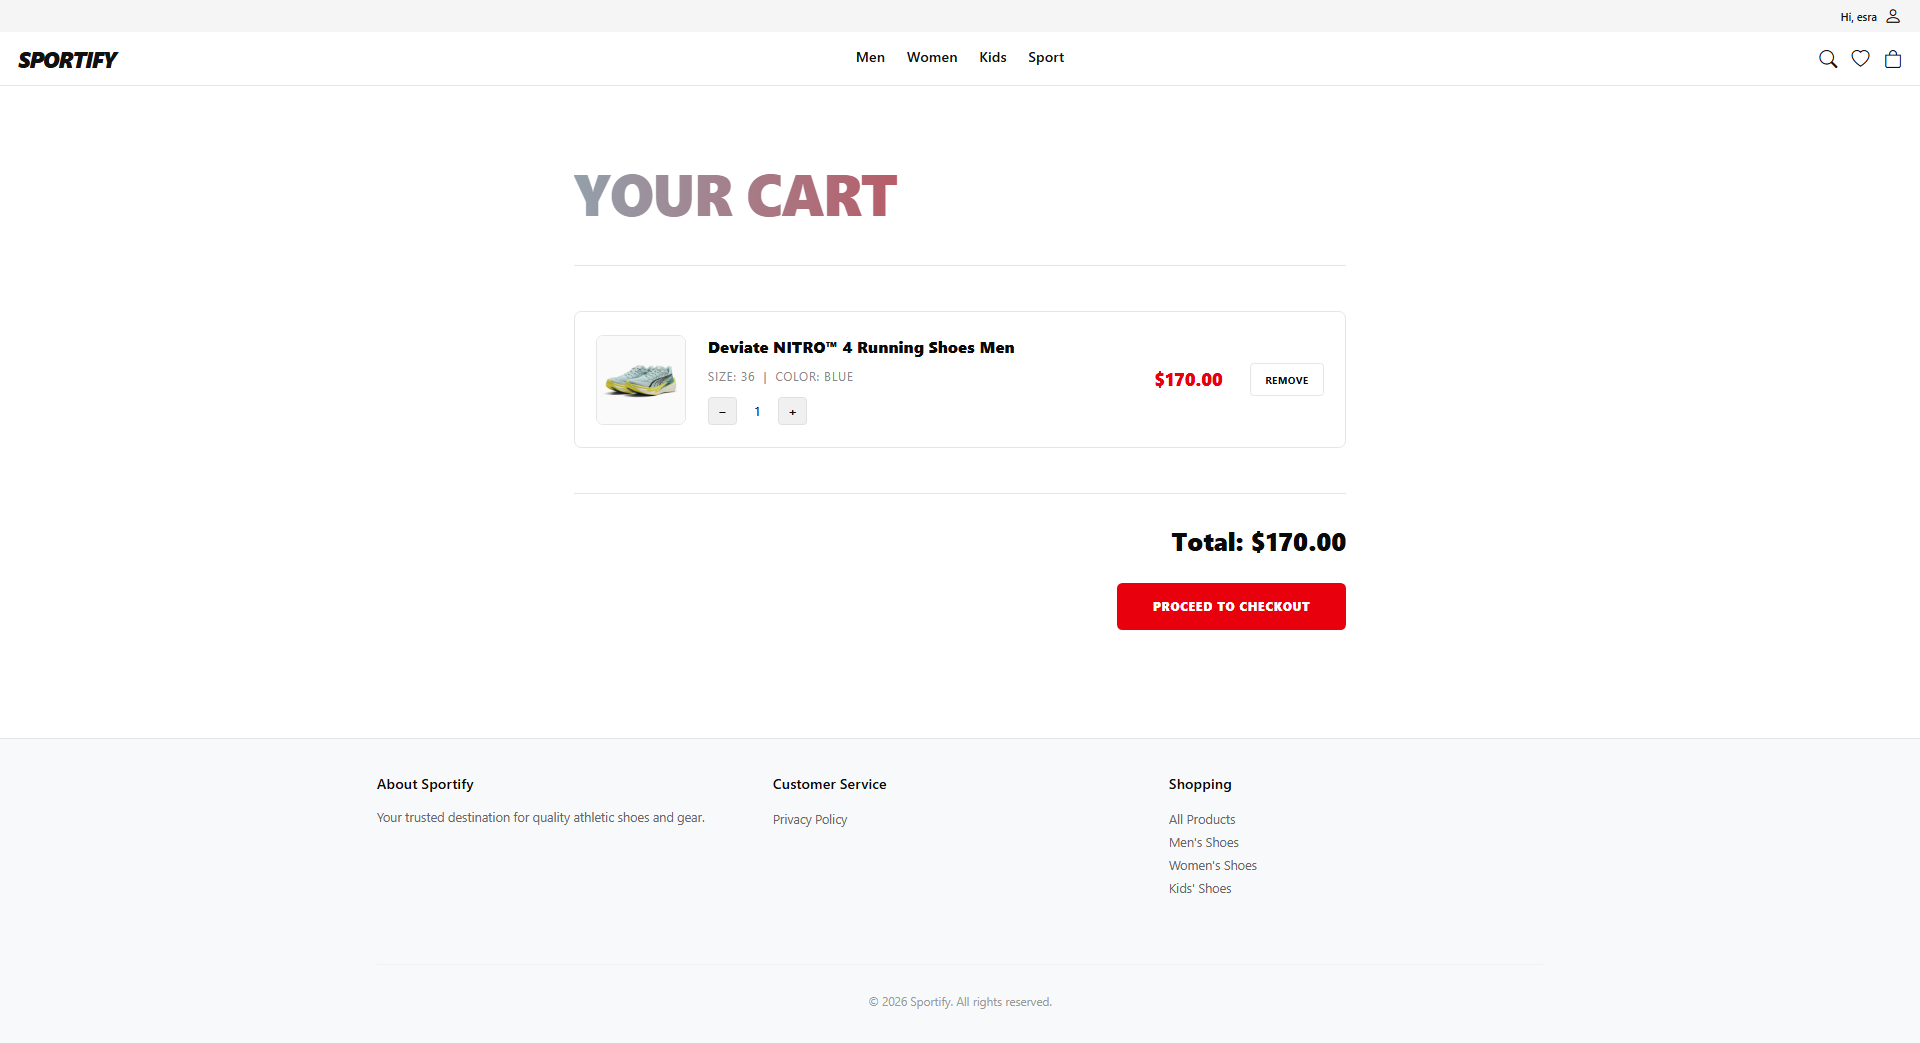 Hi, esra
SPORTIFY
Men Women Kids Sport
YOUR CART
Deviate NITRO™ 4 Running Shoes Men
SIZE: 36 | COLOR: BLUE
− 1 +
$170.00
REMOVE
Total: $170.00
PROCEED TO CHECKOUT
About Sportify
Your trusted destination for quality athletic shoes and gear.
Customer Service
Privacy Policy
Shopping
All Products
Men's Shoes
Women's Shoes
Kids' Shoes
© 2026 Sportify. All rights reserved.